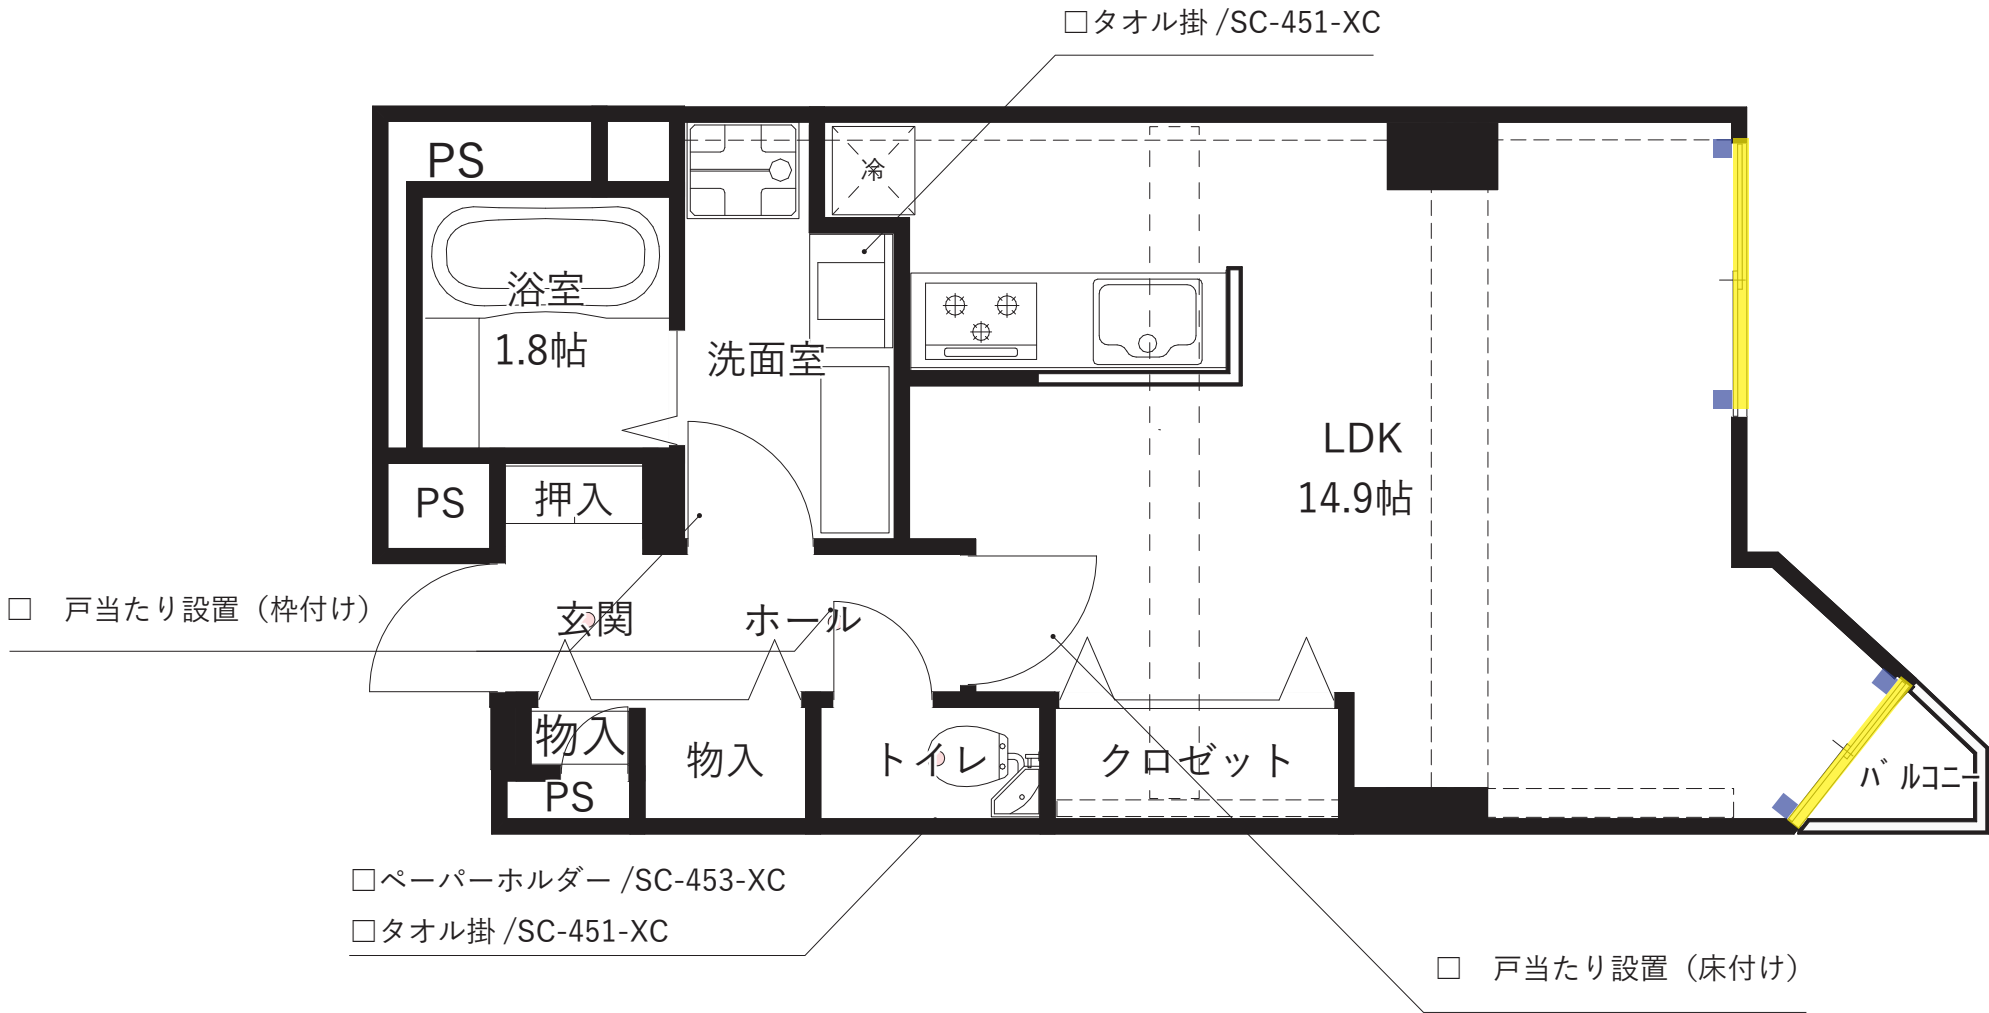 □タオル掛 /SC-451-XC
PS
冷
浴室
1.8帖
洗面室
LDK
14.9帖
PS
押入
□　戸当たり設置（枠付け）
玄関
ホール
物入
物入
トイレ
クロゼット
バルコニー
PS
□ペーパーホルダー /SC-453-XC
□タオル掛 /SC-451-XC
□　戸当たり設置（床付け）